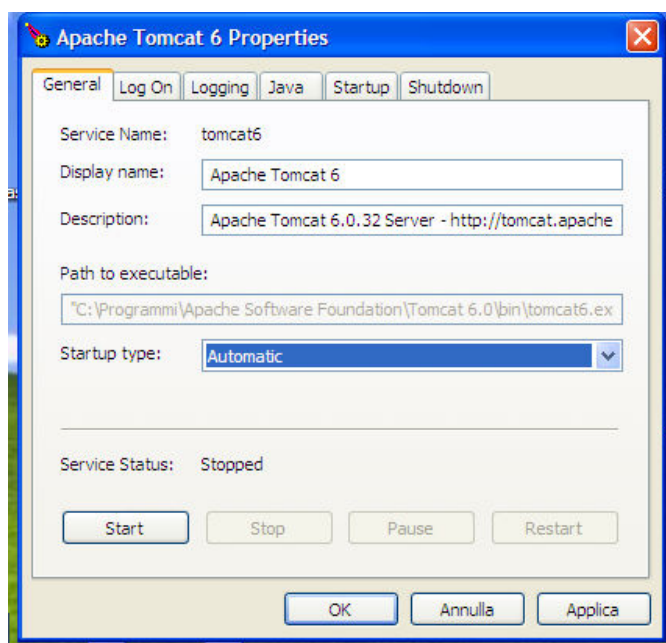 Apache Tomcat 6 Properties
General Log On Logging Java Startup Shutdown
Service Name: tomcat6
Display name: Apache Tomcat 6
Description: Apache Tomcat 6.0.32 Server - http://tomcat.apache
Path to executable:
"C:\Programmi\Apache Software Foundation\Tomcat 6.0\bin\tomcat6.ex
Startup type: Automatic
Service Status: Stopped
Start Stop Pause Restart
OK Annulla Applica